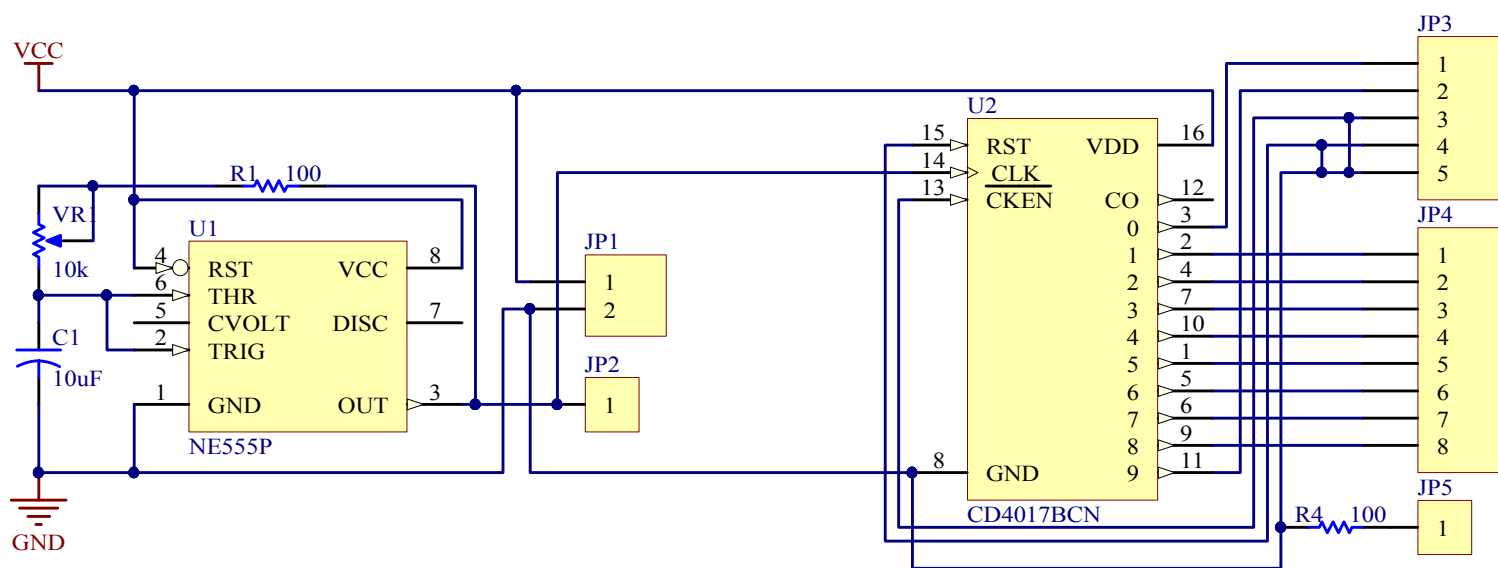 VCC
R1 100
VR1
10k
C1
10uF
GND
U1
4 RST VCC 8
6 THR
5 CVOLT DISC 7
2 TRIG
1 GND OUT 3
NE555P
JP1
1
2
JP2
1
U2
15 RST VDD 16
14 CLK
13 CKEN CO 12
0 3
1 2
2 4
3 7
4 10
5 1
6 5
7 6
8 9
8 GND 9 11
CD4017BCN
JP3
1
2
3
4
5
JP4
1
2
3
4
5
6
7
8
JP5
R4 100 1